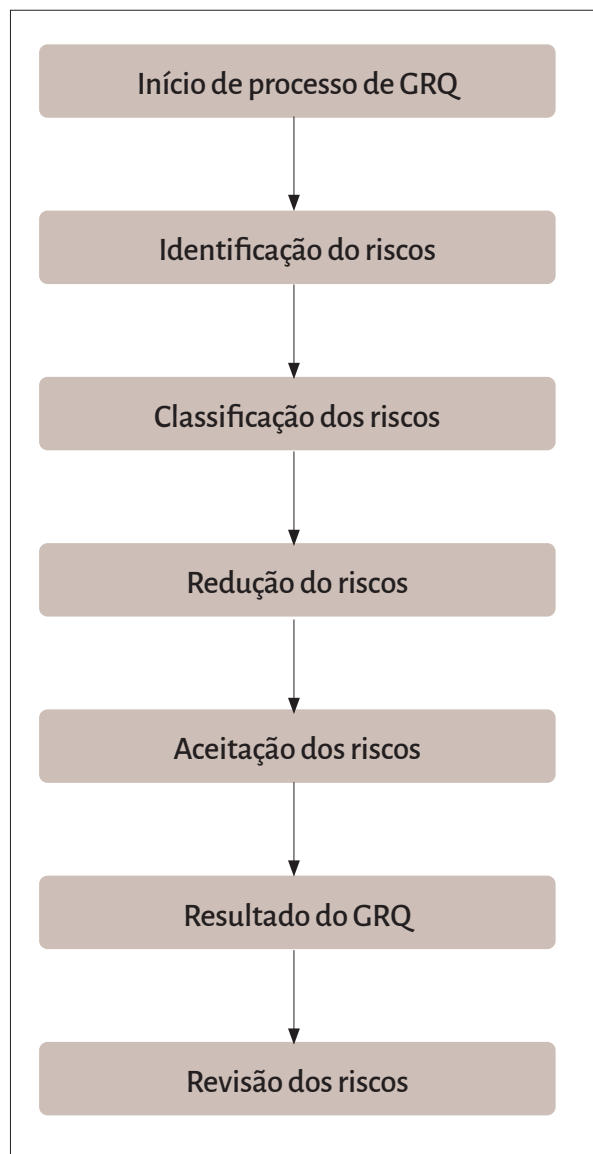 Início de processo de GRQ
Identificação do riscos
Classificação dos riscos
Redução do riscos
Aceitação dos riscos
Resultado do GRQ
Revisão dos riscos